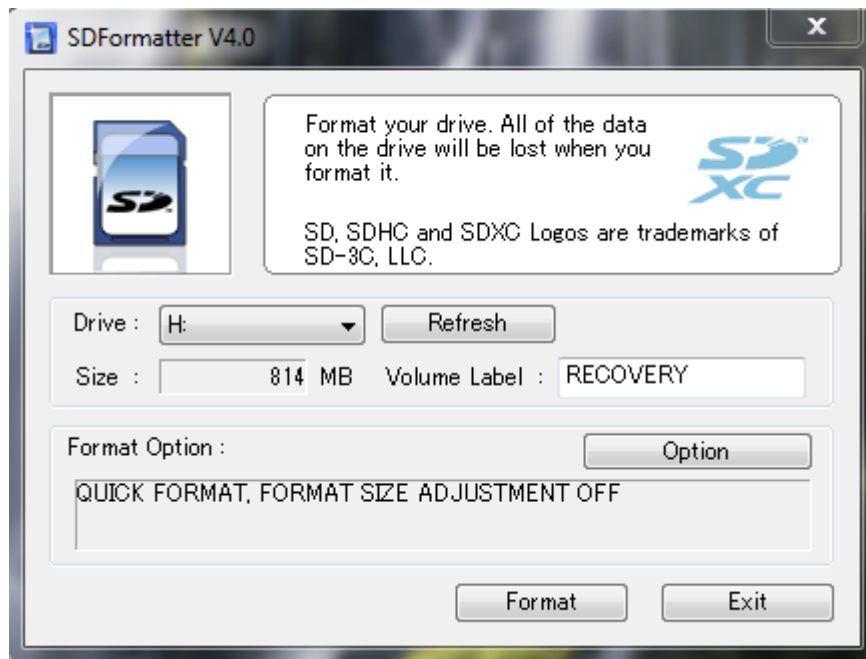 SDFormatter V4.0
x
SD
Format your drive. All of the data
on the drive will be lost when you
format it.
SD XC™
SD, SDHC and SDXC Logos are trademarks of
SD-3C, LLC.
Drive : H: Refresh
Size : 814 MB Volume Label : RECOVERY
Format Option :
Option
QUICK FORMAT, FORMAT SIZE ADJUSTMENT OFF
Format Exit